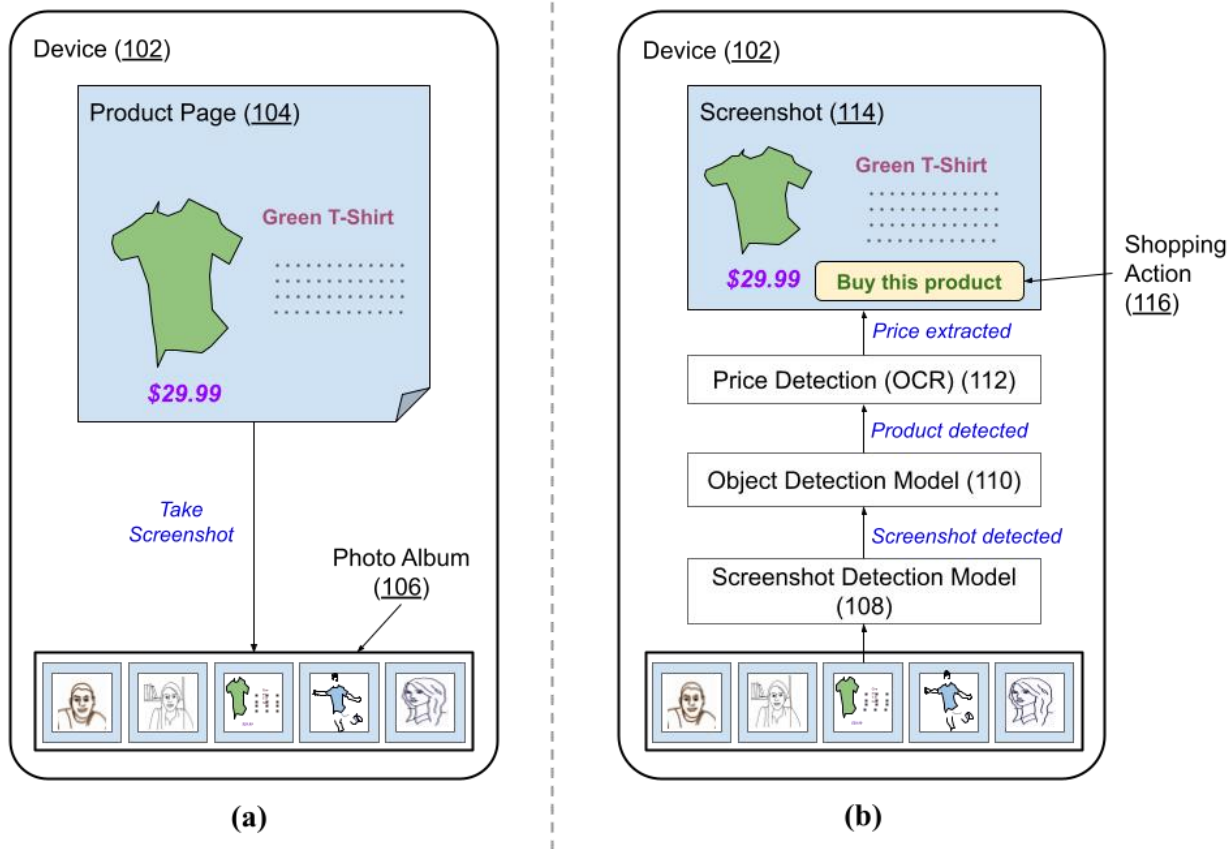 Device (102)
Product Page (104)
Green T-Shirt
$29.99
Take
Screenshot
Photo Album
(106)
(a)
Device (102)
Screenshot (114)
Green T-Shirt
$29.99
Buy this product
Shopping
Action
(116)
Price extracted
Price Detection (OCR) (112)
Product detected
Object Detection Model (110)
Screenshot detected
Screenshot Detection Model
(108)
(b)